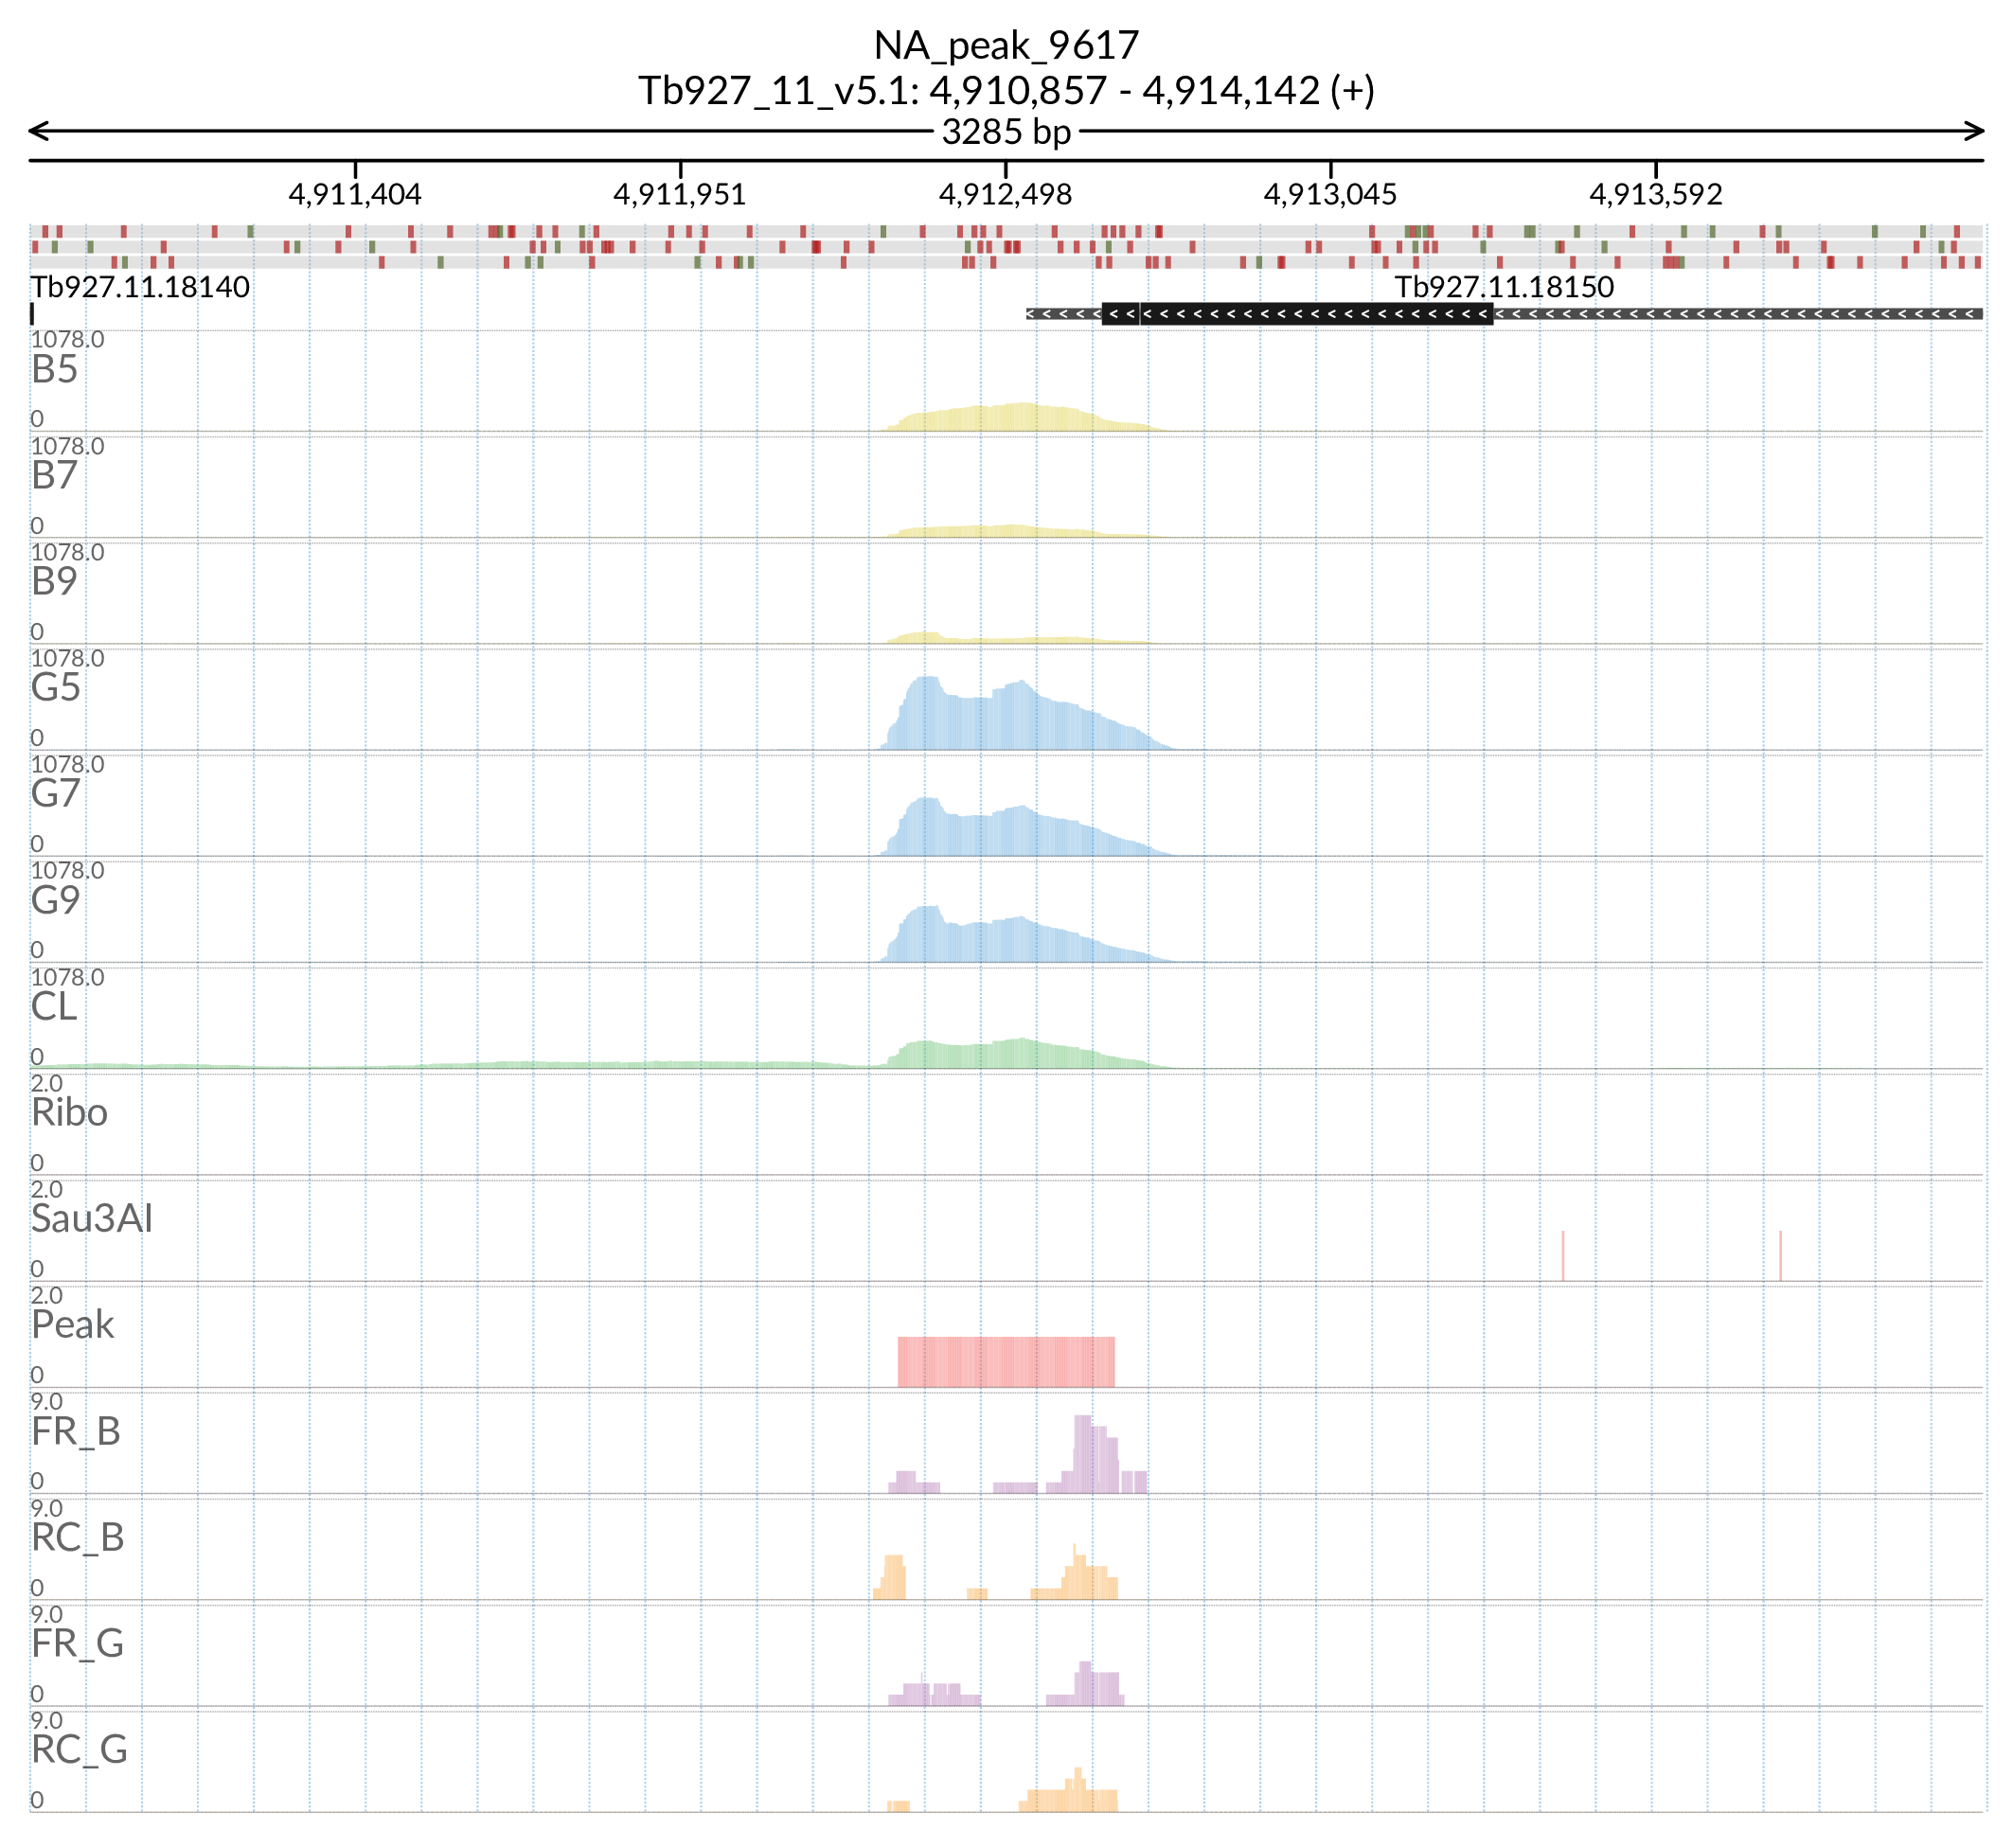 NA_peak_9617
Tb927_11_v5.1: 4,910,857 - 4,914,142 (+)
3285 bp
4,911,404 4,911,951 4,912,498 4,913,045 4,913,592
Tb927.11.18140 Tb927.11.18150
1078.0
B5
0
1078.0
B7
0
1078.0
B9
0
1078.0
G5
0
1078.0
G7
0
1078.0
G9
0
1078.0
CL
0
2.0
Ribo
0
2.0
Sau3AI
0
2.0
Peak
0
9.0
FR_B
0
9.0
RC_B
0
9.0
FR_G
0
9.0
RC_G
0